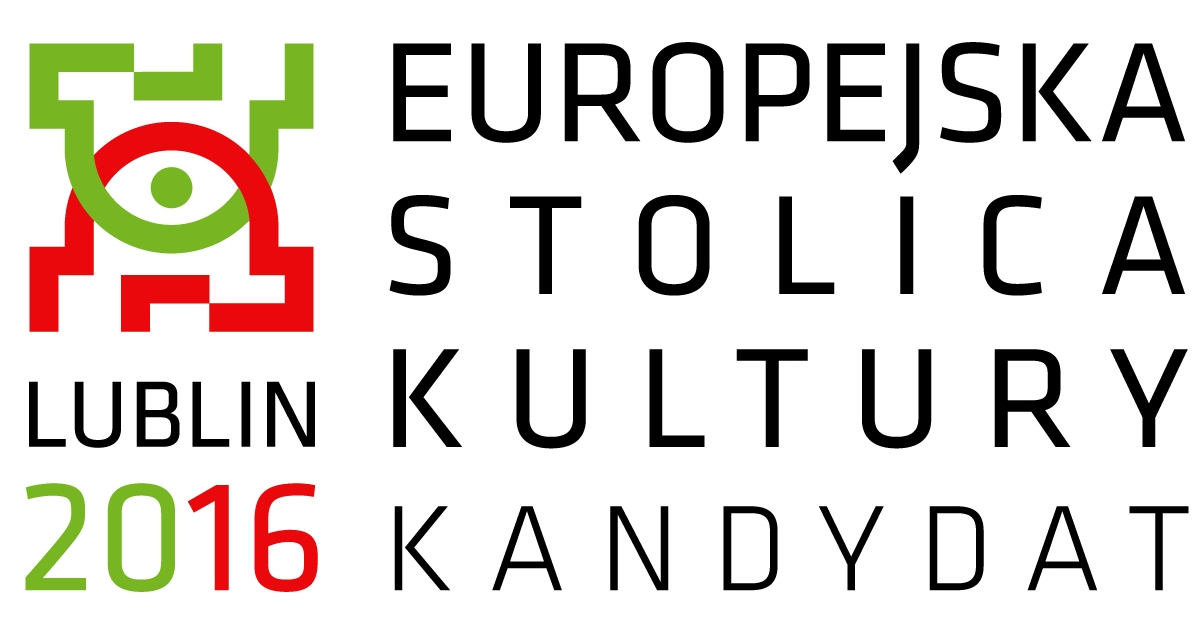 LUBLIN
2016
EUROPEJSKA
STOLICA
KULTURY
KANDYDAT